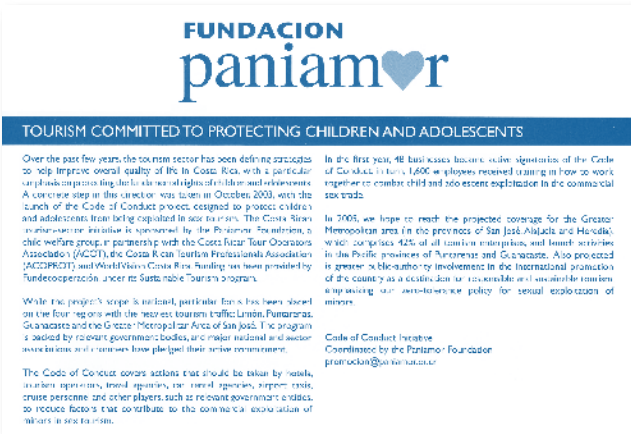 FUNDACION
paniamor
TOURISM COMMITTED TO PROTECTING CHILDREN AND ADOLESCENTS
Over the past few years, the tourism sector has been defining strategies
to help improve overall quality of life in Costa Rica, with a particular
emphasis on protecting the fundamental rights of children and adolescents.
A concrete step in this direction was taken in October, 2003, with the
launch of the Code of Conduct project, designed to protect children
and adolescents from being exploited in sex tourism. The Costa Rican
tourism-sector initiative is sponsored by the Paniamor Foundation, a
child welfare group, in partnership with the Costa Rican Tour Operators
Association (ACOT), the Costa Rican Tourism Professionals Association
(ACOPROT) and World Vision Costa Rica. Funding has been provided by
Fundecooperación, under its Sustainable Tourism program.
While the project's scope is national, particular focus has been placed
on the four regions with the heaviest tourism traffic: Limón, Puntarenas,
Guanacaste and the Greater Metropolitan Area of San José. The program
is backed by relevant government bodies, and major national and sector
associations and chambers have pledged their active commitment.
The Code of Conduct covers actions that should be taken by hotels,
tourism operators, travel agencies, car rental agencies, airport taxis,
cruise personnel and other players, such as relevant government entities,
to reduce factors that contribute to the commercial exploitation of
minors in sex tourism.
In the first year, 48 businesses became active signatories of the Code
of Conduct. In turn, 1,600 employees received training in how to work
together to combat child and adolescent exploitation in the commercial
sex trade.
In 2005, we hope to reach the projected coverage for the Greater
Metropolitan area (in the provinces of San José, Alajuela and Heredia),
which comprises 42% of all tourism enterprises, and launch activities
in the Pacific provinces of Puntarenas and Guanacaste. Also projected
is greater public-authority involvement in the international promotion
of the country as a destination for responsible and sustainable tourism
emphasizing our zero-tolerance policy for sexual exploitation of
minors.
Code of Conduct Initiative
Coordinated by the Paniamor Foundation